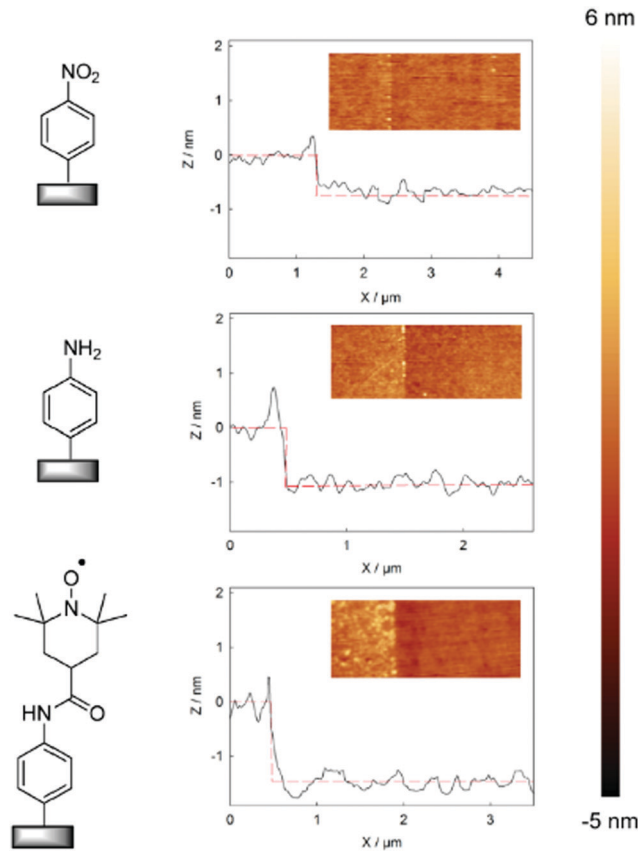 6 nm
NO2
2
1
0
-1
Z / nm
0 1 2 3 4
X / µm
NH2
2
1
0
-1
Z / nm
0 1 2
X / µm
O•
N
HN O
2
1
0
-1
Z / nm
0 1 2 3
X / µm
-5 nm